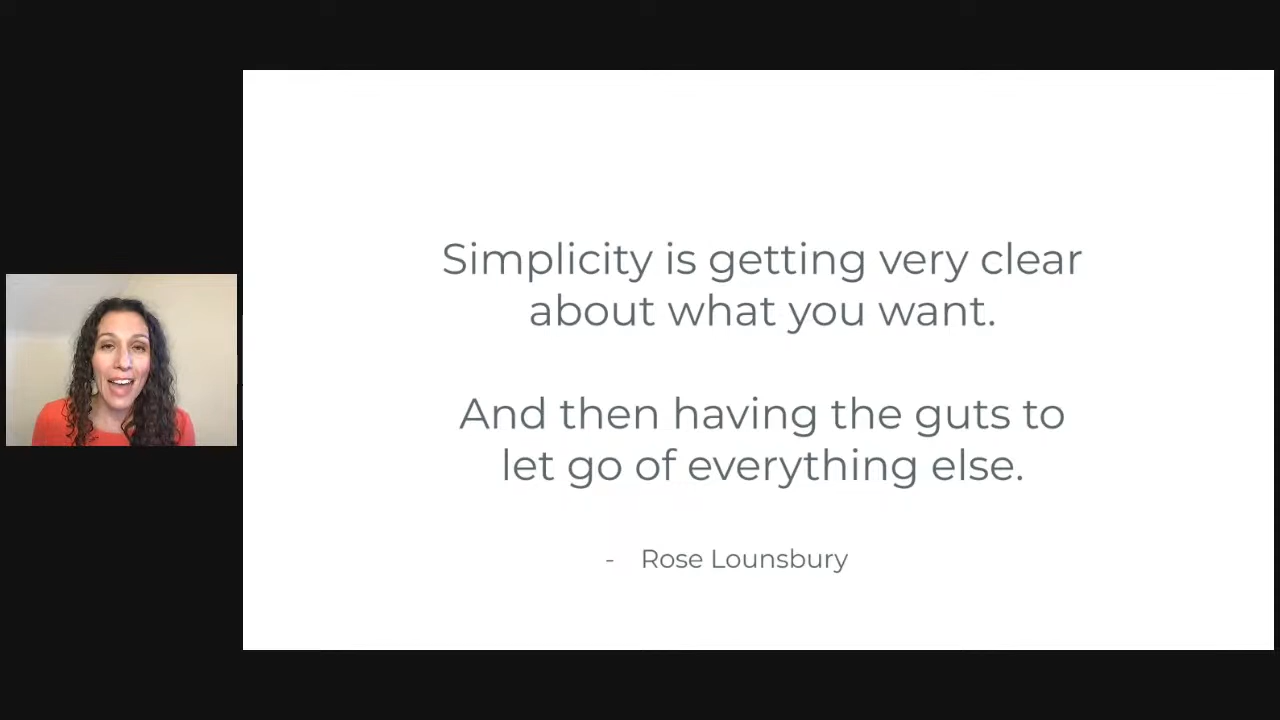 Simplicity is getting very clear
about what you want.
And then having the guts to
let go of everything else.
- Rose Lounsbury